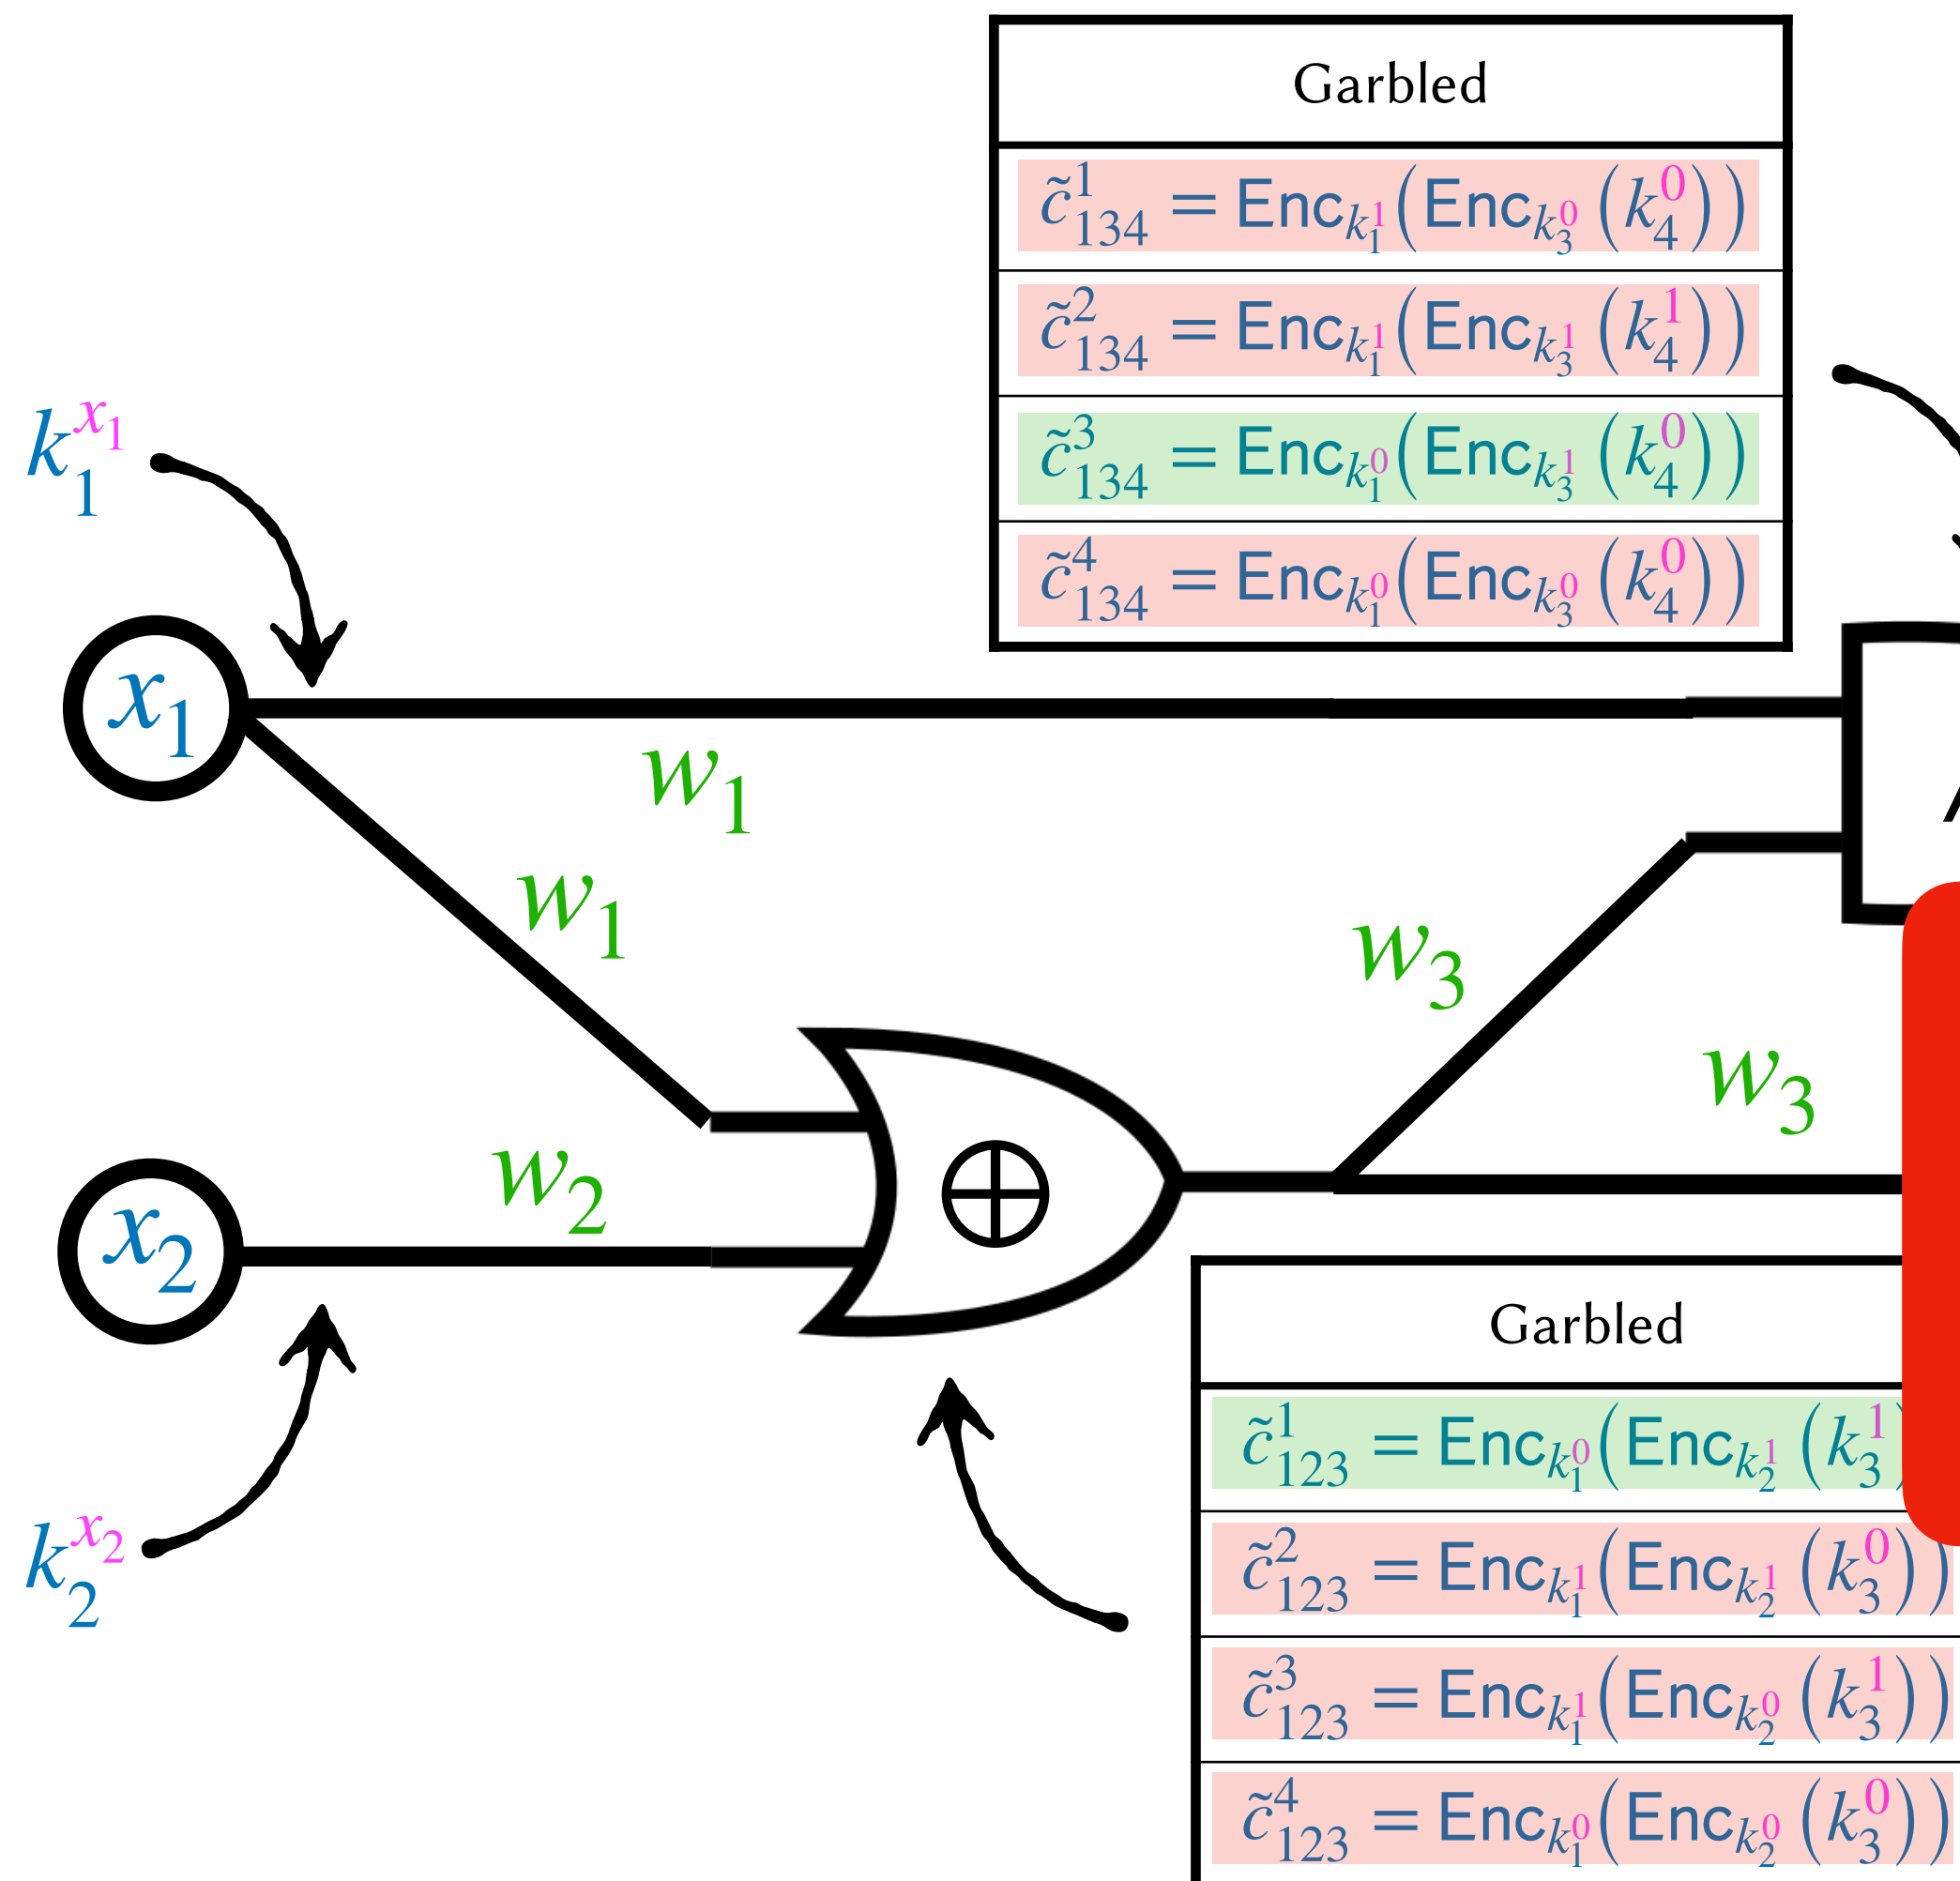 Garbled
c̃¹₁₃₄ = Enc_{k₁¹}(Enc_{k₃⁰}(k₄⁰))
c̃²₁₃₄ = Enc_{k₁¹}(Enc_{k₃¹}(k₄¹))
c̃³₁₃₄ = Enc_{k₁⁰}(Enc_{k₃¹}(k₄⁰))
c̃⁴₁₃₄ = Enc_{k₁⁰}(Enc_{k₃⁰}(k₄⁰))
k₁^{x₁}
x₁
w₁
w₁
w₃
w₃
w₂
x₂
⊕
k₂^{x₂}
Garbled
c̃¹₁₂₃ = Enc_{k₁⁰}(Enc_{k₂¹}(k₃¹)
c̃²₁₂₃ = Enc_{k₁¹}(Enc_{k₂¹}(k₃⁰))
c̃³₁₂₃ = Enc_{k₁¹}(Enc_{k₂⁰}(k₃¹))
c̃⁴₁₂₃ = Enc_{k₁⁰}(Enc_{k₂⁰}(k₃⁰))